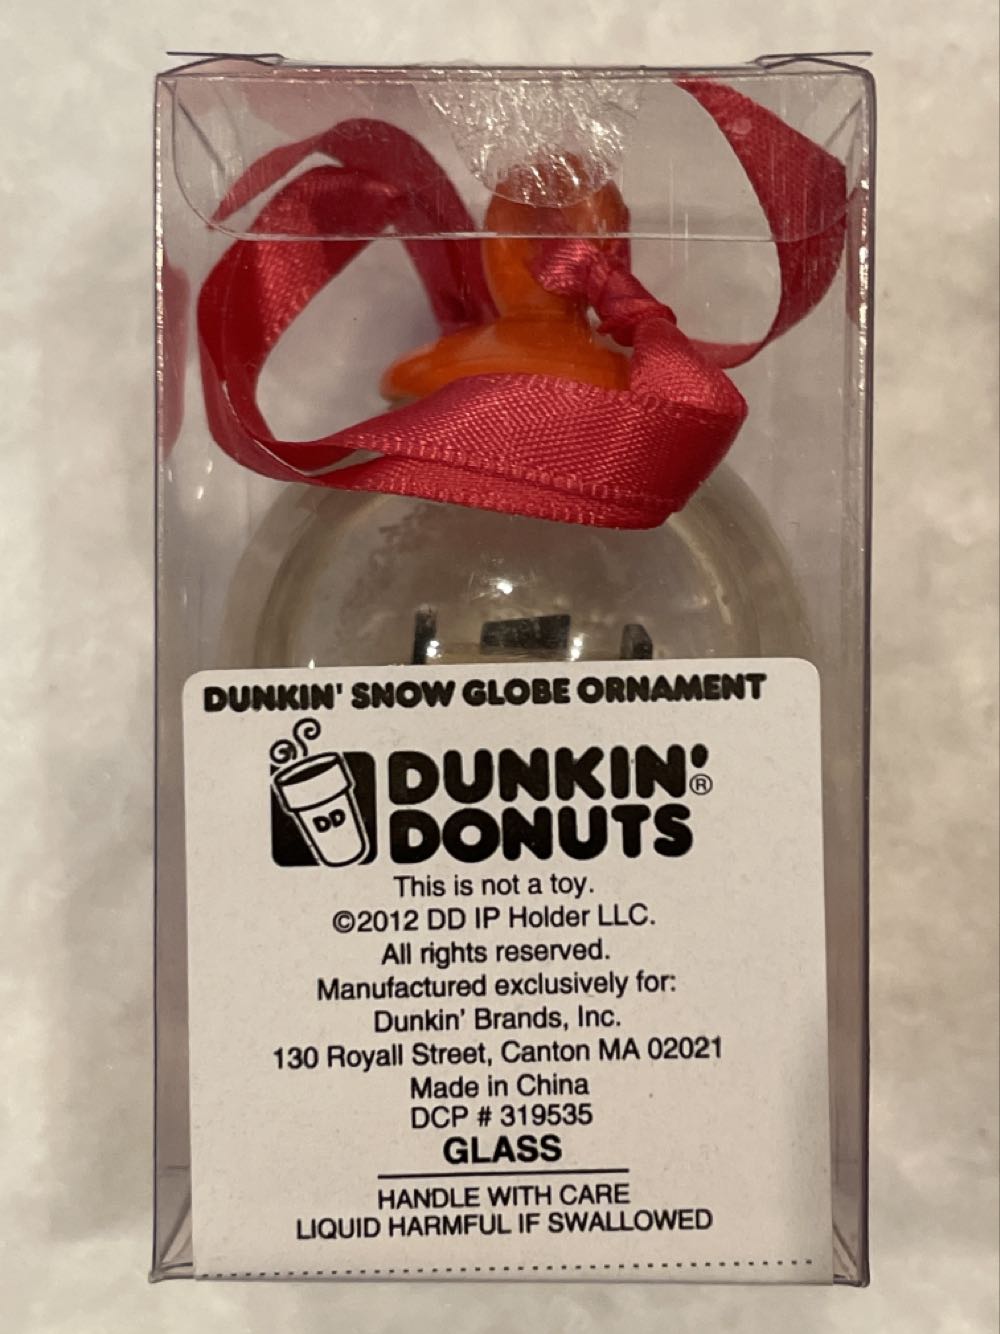 DUNKIN' SNOW GLOBE ORNAMENT
DD
DUNKIN'®
DONUTS
This is not a toy.
©2012 DD IP Holder LLC.
All rights reserved.
Manufactured exclusively for:
Dunkin' Brands, Inc.
130 Royall Street, Canton MA 02021
Made in China
DCP # 319535
GLASS
HANDLE WITH CARE
LIQUID HARMFUL IF SWALLOWED